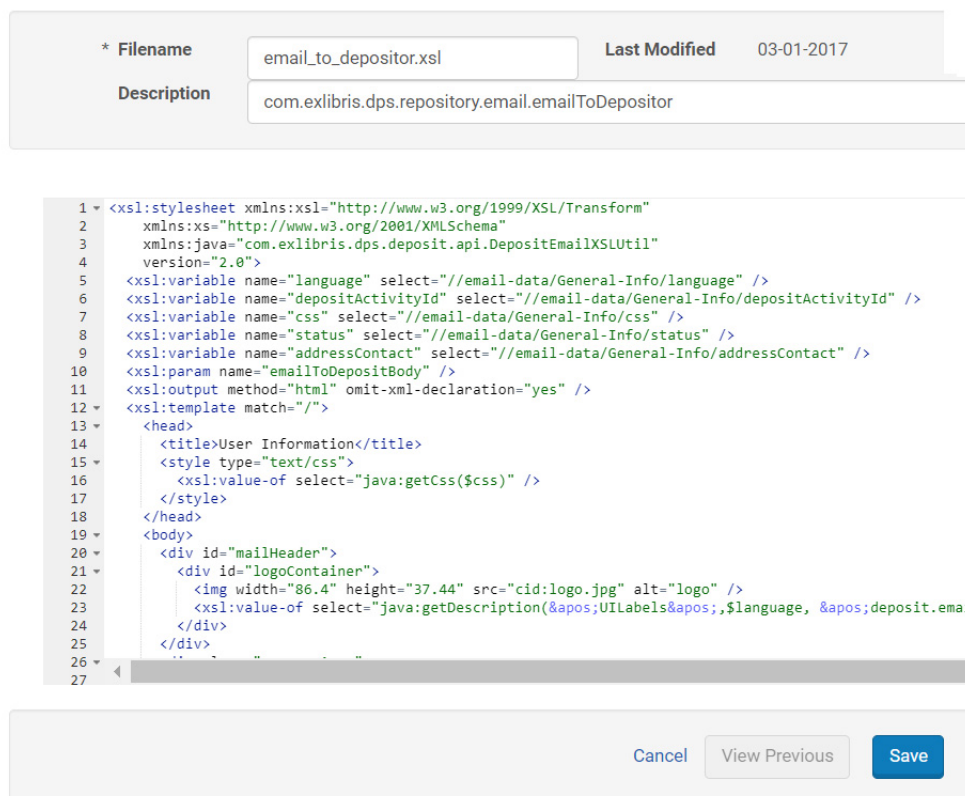 * Filename email_to_depositor.xsl Last Modified 03-01-2017
Description com.exlibris.dps.repository.email.emailToDepositor
1 <xsl:stylesheet xmlns:xsl="http://www.w3.org/1999/XSL/Transform"
2 xmlns:xs="http://www.w3.org/2001/XMLSchema"
3 xmlns:java="com.exlibris.dps.deposit.api.DepositEmailXSLUtil"
4 version="2.0">
5 <xsl:variable name="language" select="//email-data/General-Info/language" />
6 <xsl:variable name="depositActivityId" select="//email-data/General-Info/depositActivityId" />
7 <xsl:variable name="css" select="//email-data/General-Info/css" />
8 <xsl:variable name="status" select="//email-data/General-Info/status" />
9 <xsl:variable name="addressContact" select="//email-data/General-Info/addressContact" />
10 <xsl:param name="emailToDepositBody" />
11 <xsl:output method="html" omit-xml-declaration="yes" />
12 <xsl:template match="/">
13 <head>
14 <title>User Information</title>
15 <style type="text/css">
16 <xsl:value-of select="java:getCss($css)" />
17 </style>
18 </head>
19 <body>
20 <div id="mailHeader">
21 <div id="logoContainer">
22 <img width="86.4" height="37.44" src="cid:logo.jpg" alt="logo" />
23 <xsl:value-of select="java:getDescription(&apos;UILabels&apos;,$language, &apos;deposit.emai
24 </div>
25 </div>
26
27
Cancel View Previous Save